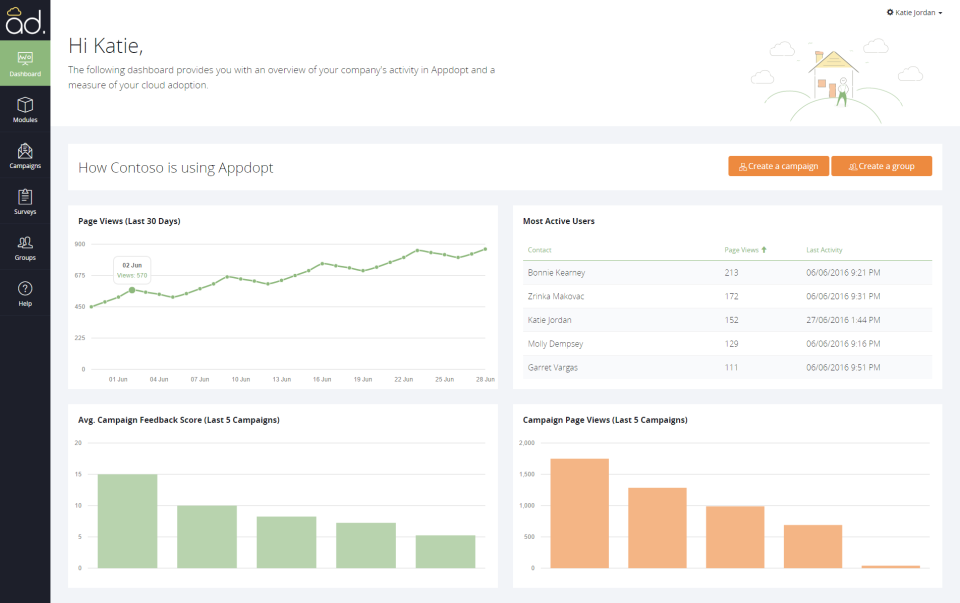 ad.
Katie Jordan
Hi Katie,
The following dashboard provides you with an overview of your company's activity in Appdopt and a
measure of your cloud adoption.
Dashboard
Modules
Campaigns
Surveys
Groups
Help
How Contoso is using Appdopt
Create a campaign
Create a group
Page Views (Last 30 Days)
900
675
450
225
0
02 Jun
Views: 570
01 Jun 04 Jun 07 Jun 10 Jun 13 Jun 16 Jun 19 Jun 22 Jun 25 Jun 28 Jun
Most Active Users
Contact Page Views Last Activity
Bonnie Kearney 213 06/06/2016 9:21 PM
Zrinka Makovac 172 06/06/2016 9:31 PM
Katie Jordan 152 27/06/2016 1:44 PM
Molly Dempsey 129 06/06/2016 9:16 PM
Garret Vargas 111 06/06/2016 9:51 PM
Avg. Campaign Feedback Score (Last 5 Campaigns)
20
15
10
5
0
Campaign Page Views (Last 5 Campaigns)
2,000
1,500
1,000
500
0